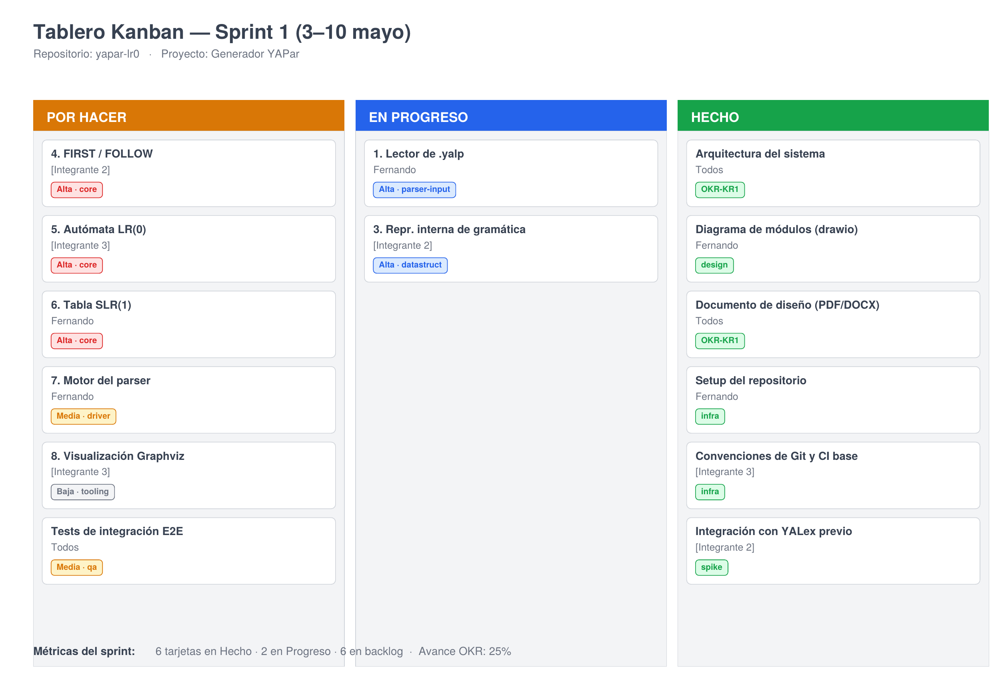 Tablero Kanban — Sprint 1 (3–10 mayo)
Repositorio: yapar-lr0 · Proyecto: Generador YAPar
POR HACER
4. FIRST / FOLLOW
[Integrante 2]
Alta · core
5. Autómata LR(0)
[Integrante 3]
Alta · core
6. Tabla SLR(1)
Fernando
Alta · core
7. Motor del parser
Fernando
Media · driver
8. Visualización Graphviz
[Integrante 3]
Baja · tooling
Tests de integración E2E
Todos
Media · qa
EN PROGRESO
1. Lector de .yalp
Fernando
Alta · parser-input
3. Repr. interna de gramática
[Integrante 2]
Alta · datastruct
HECHO
Arquitectura del sistema
Todos
OKR-KR1
Diagrama de módulos (drawio)
Fernando
design
Documento de diseño (PDF/DOCX)
Todos
OKR-KR1
Setup del repositorio
Fernando
infra
Convenciones de Git y CI base
[Integrante 3]
infra
Integración con YALex previo
[Integrante 2]
spike
Métricas del sprint: 6 tarjetas en Hecho · 2 en Progreso · 6 en backlog · Avance OKR: 25%